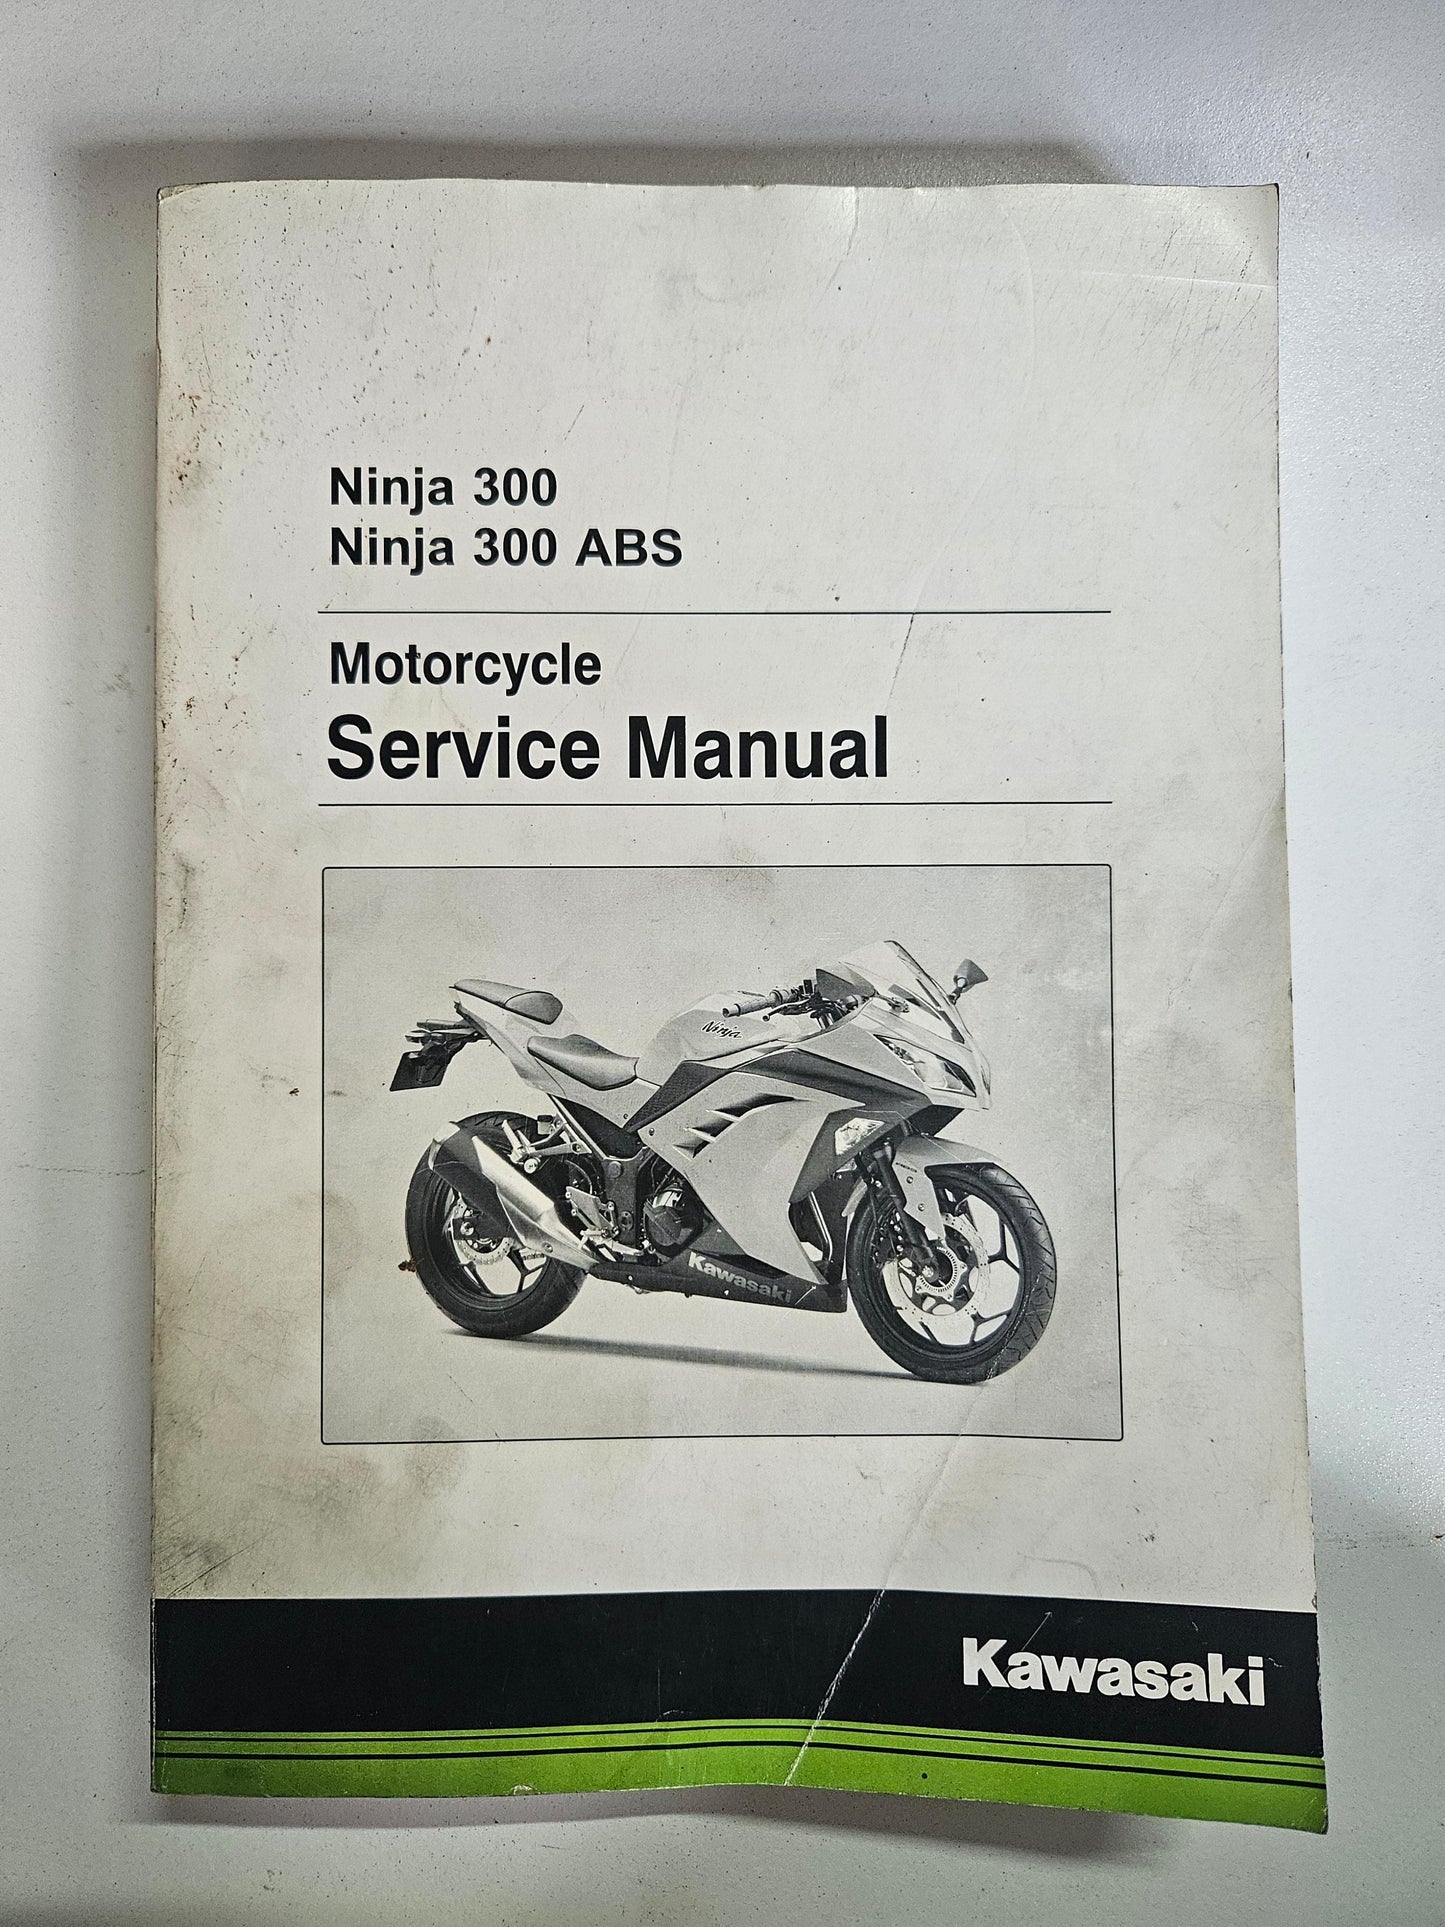 Ninja 300
Ninja 300 ABS
Motorcycle
Service Manual
Ninja
Kawasaki
Kawasaki